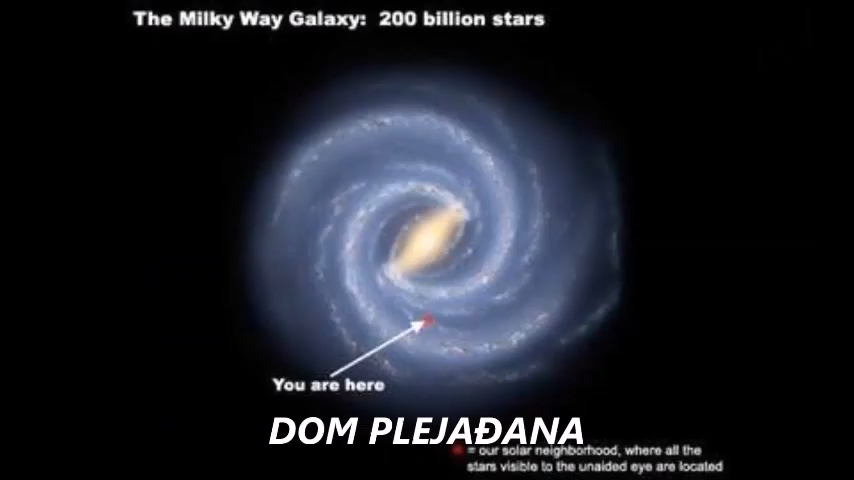 The Milky Way Galaxy: 200 billion stars
You are here
DOM PLEJAĐANA
= our solar neighborhood, where all the
stars visible to the unaided eye are located